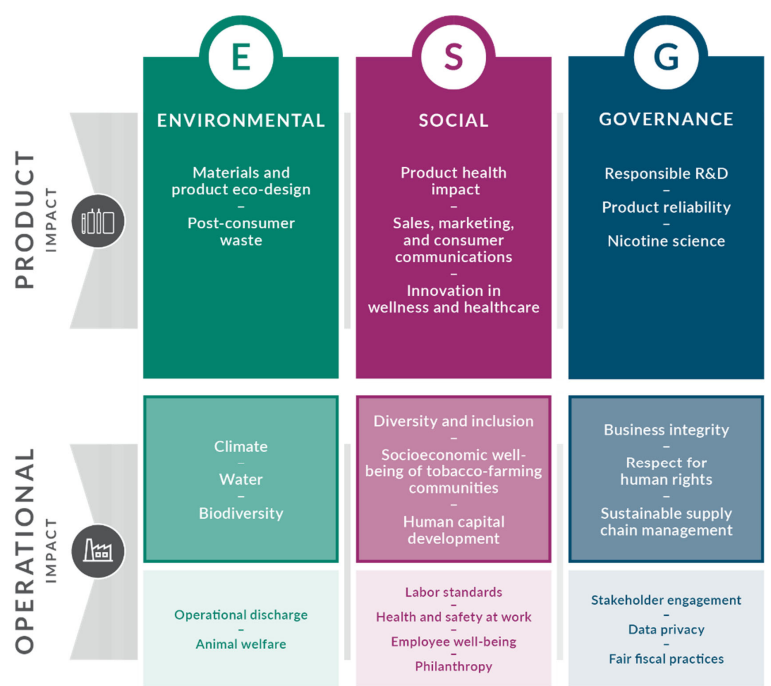 E
S
G
ENVIRONMENTAL
SOCIAL
GOVERNANCE
PRODUCT
IMPACT
Materials and
product eco-design
–
Post-consumer
waste
Product health
impact
–
Sales, marketing,
and consumer
communications
–
Innovation in
wellness and healthcare
Responsible R&D
–
Product reliability
–
Nicotine science
OPERATIONAL
IMPACT
Climate
–
Water
–
Biodiversity
Diversity and inclusion
–
Socioeconomic well-
being of tobacco-farming
communities
–
Human capital
development
Business integrity
–
Respect for
human rights
–
Sustainable supply
chain management
Operational discharge
–
Animal welfare
Labor standards
–
Health and safety at work
–
Employee well-being
–
Philanthropy
Stakeholder engagement
–
Data privacy
–
Fair fiscal practices